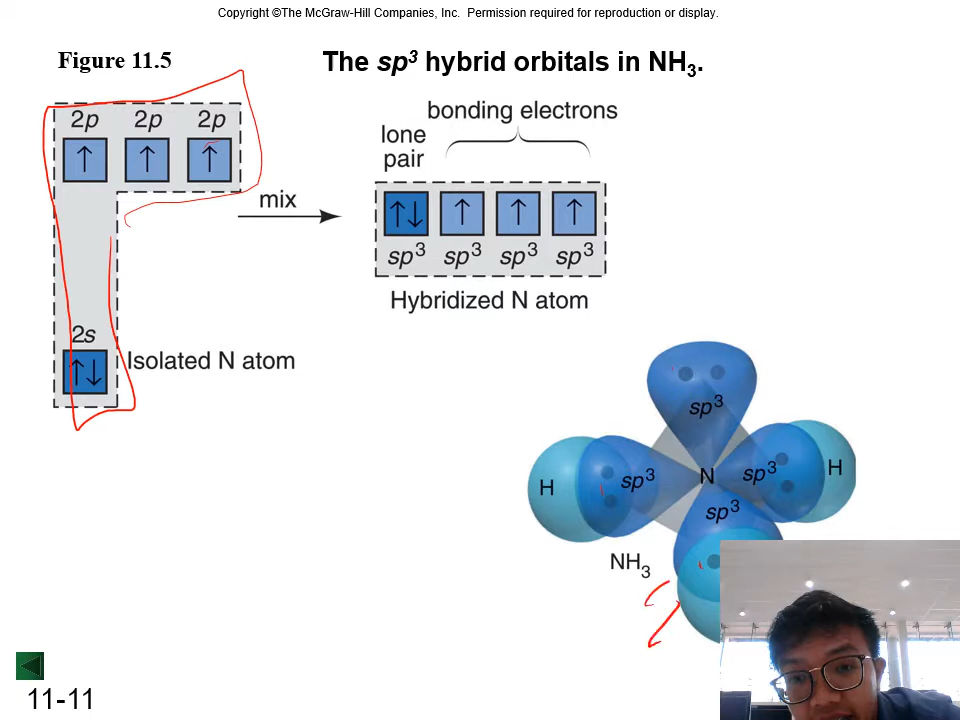 Copyright ©The McGraw-Hill Companies, Inc. Permission required for reproduction or display.
Figure 11.5
The sp³ hybrid orbitals in NH₃.
2p 2p 2p
↑ ↑ ↑
mix
2s
↑↓
Isolated N atom
bonding electrons
lone
pair
↑↓ ↑ ↑ ↑
sp³ sp³ sp³ sp³
Hybridized N atom
sp³
H sp³ N sp³ H
sp³
NH₃
11-11